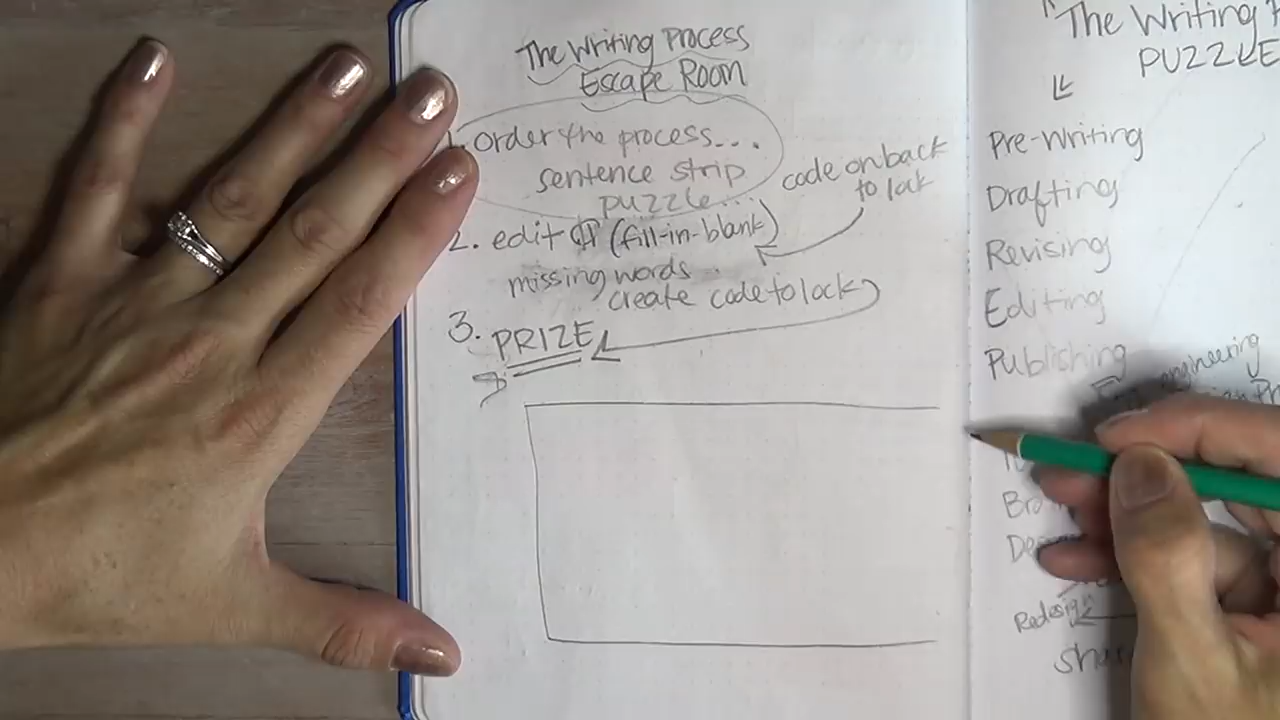 The Writing Process
Escape Room
1. order the process...
sentence strip
puzzle...
code on back
to lock
2. edit (fill-in-blank)
missing words
create code to lock
3. PRIZE
The Writing
PUZZLE
Pre-Writing
Drafting
Revising
Editing
Publishing
engineering
Redesign